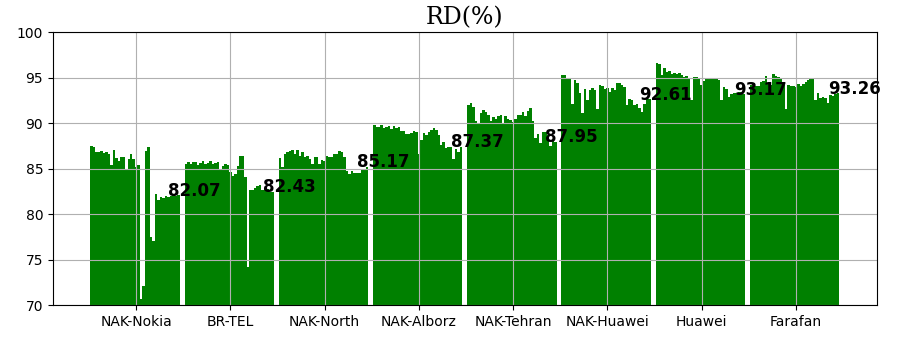 RD(%)
100
95
90
85
80
75
70
82.07
82.43
85.17
87.37
87.95
92.61
93.17
93.26
NAK-Nokia
BR-TEL
NAK-North
NAK-Alborz
NAK-Tehran
NAK-Huawei
Huawei
Farafan